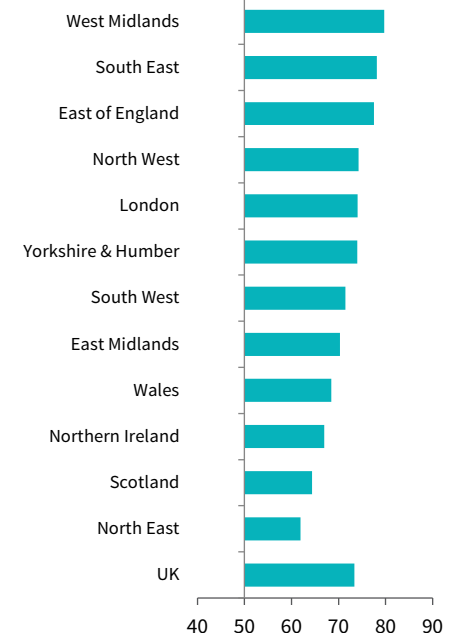 West Midlands
South East
East of England
North West
London
Yorkshire & Humber
South West
East Midlands
Wales
Northern Ireland
Scotland
North East
UK
40 50 60 70 80 90